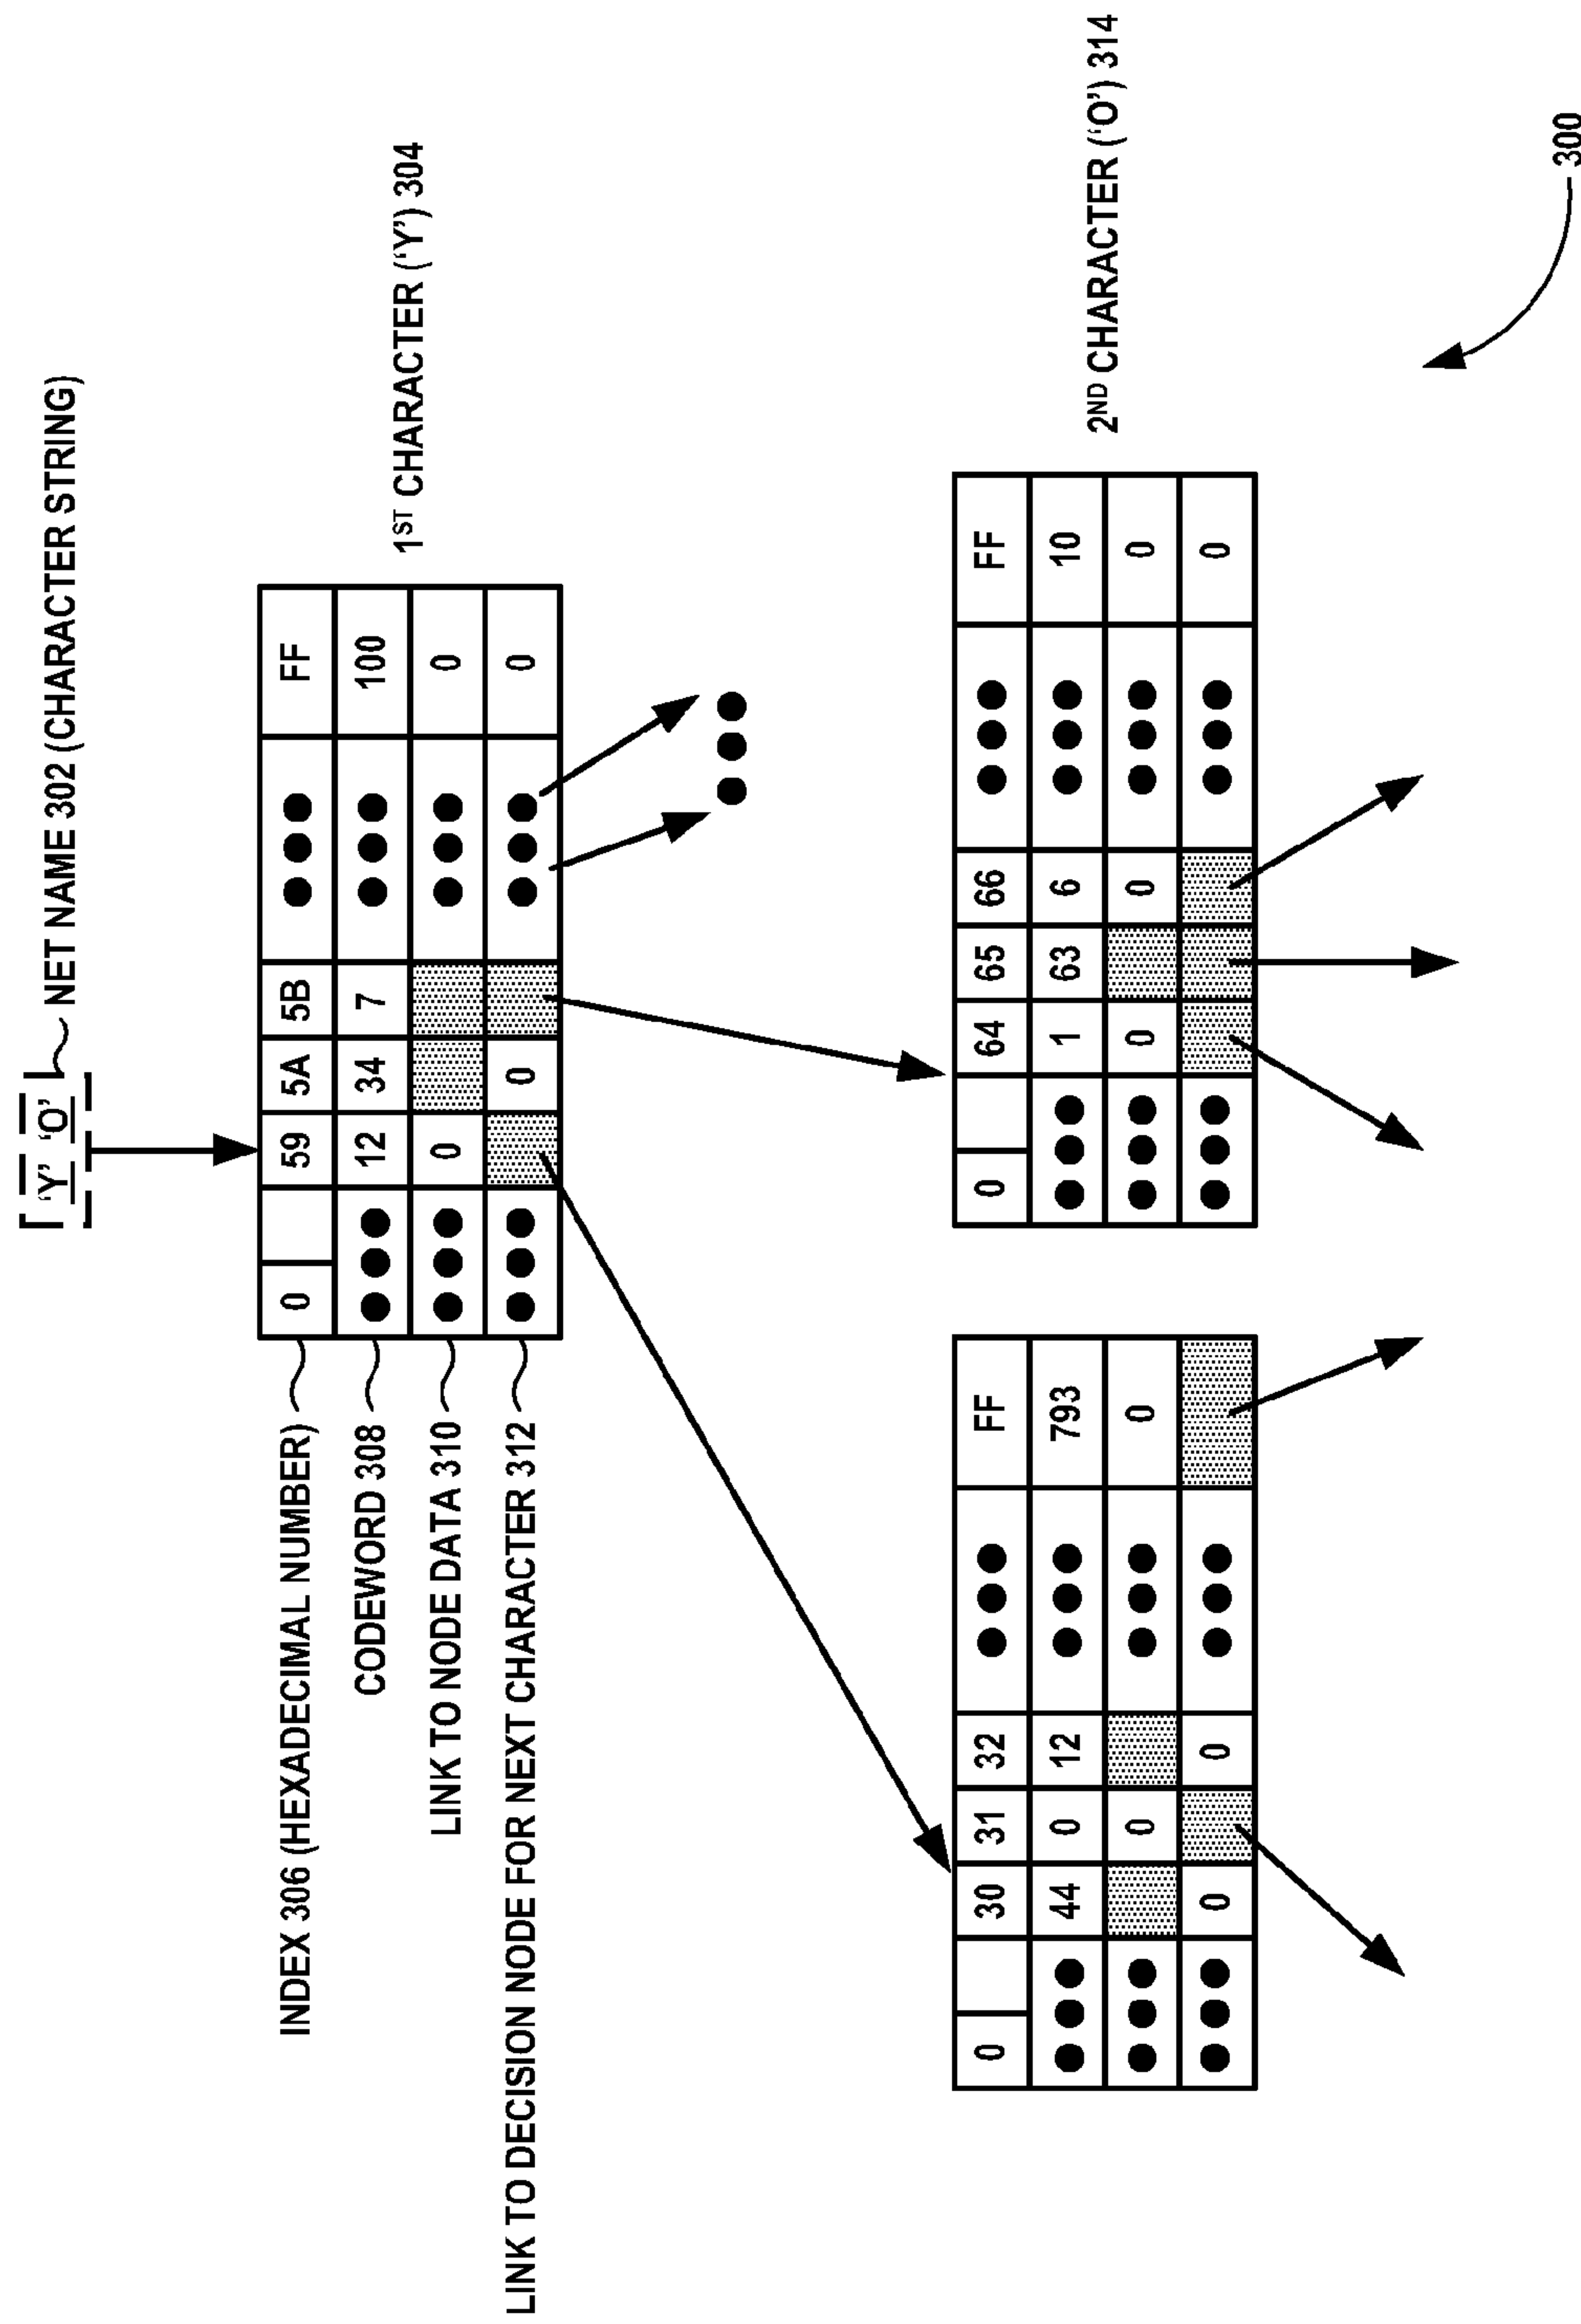 'Y' 'O' NET NAME 302 (CHARACTER STRING)
INDEX 306 (HEXADECIMAL NUMBER) 0 59 5A 5B FF
CODEWORD 308 12 34 7 100
LINK TO NODE DATA 310 0 0
LINK TO DECISION NODE FOR NEXT CHARACTER 312 0 0
1ST CHARACTER ('Y') 304
0 30 31 32 FF
44 0 12 793
0 0
0 0
0 64 65 66 FF
1 63 6 10
0 0 0
0
2ND CHARACTER ('O') 314
300